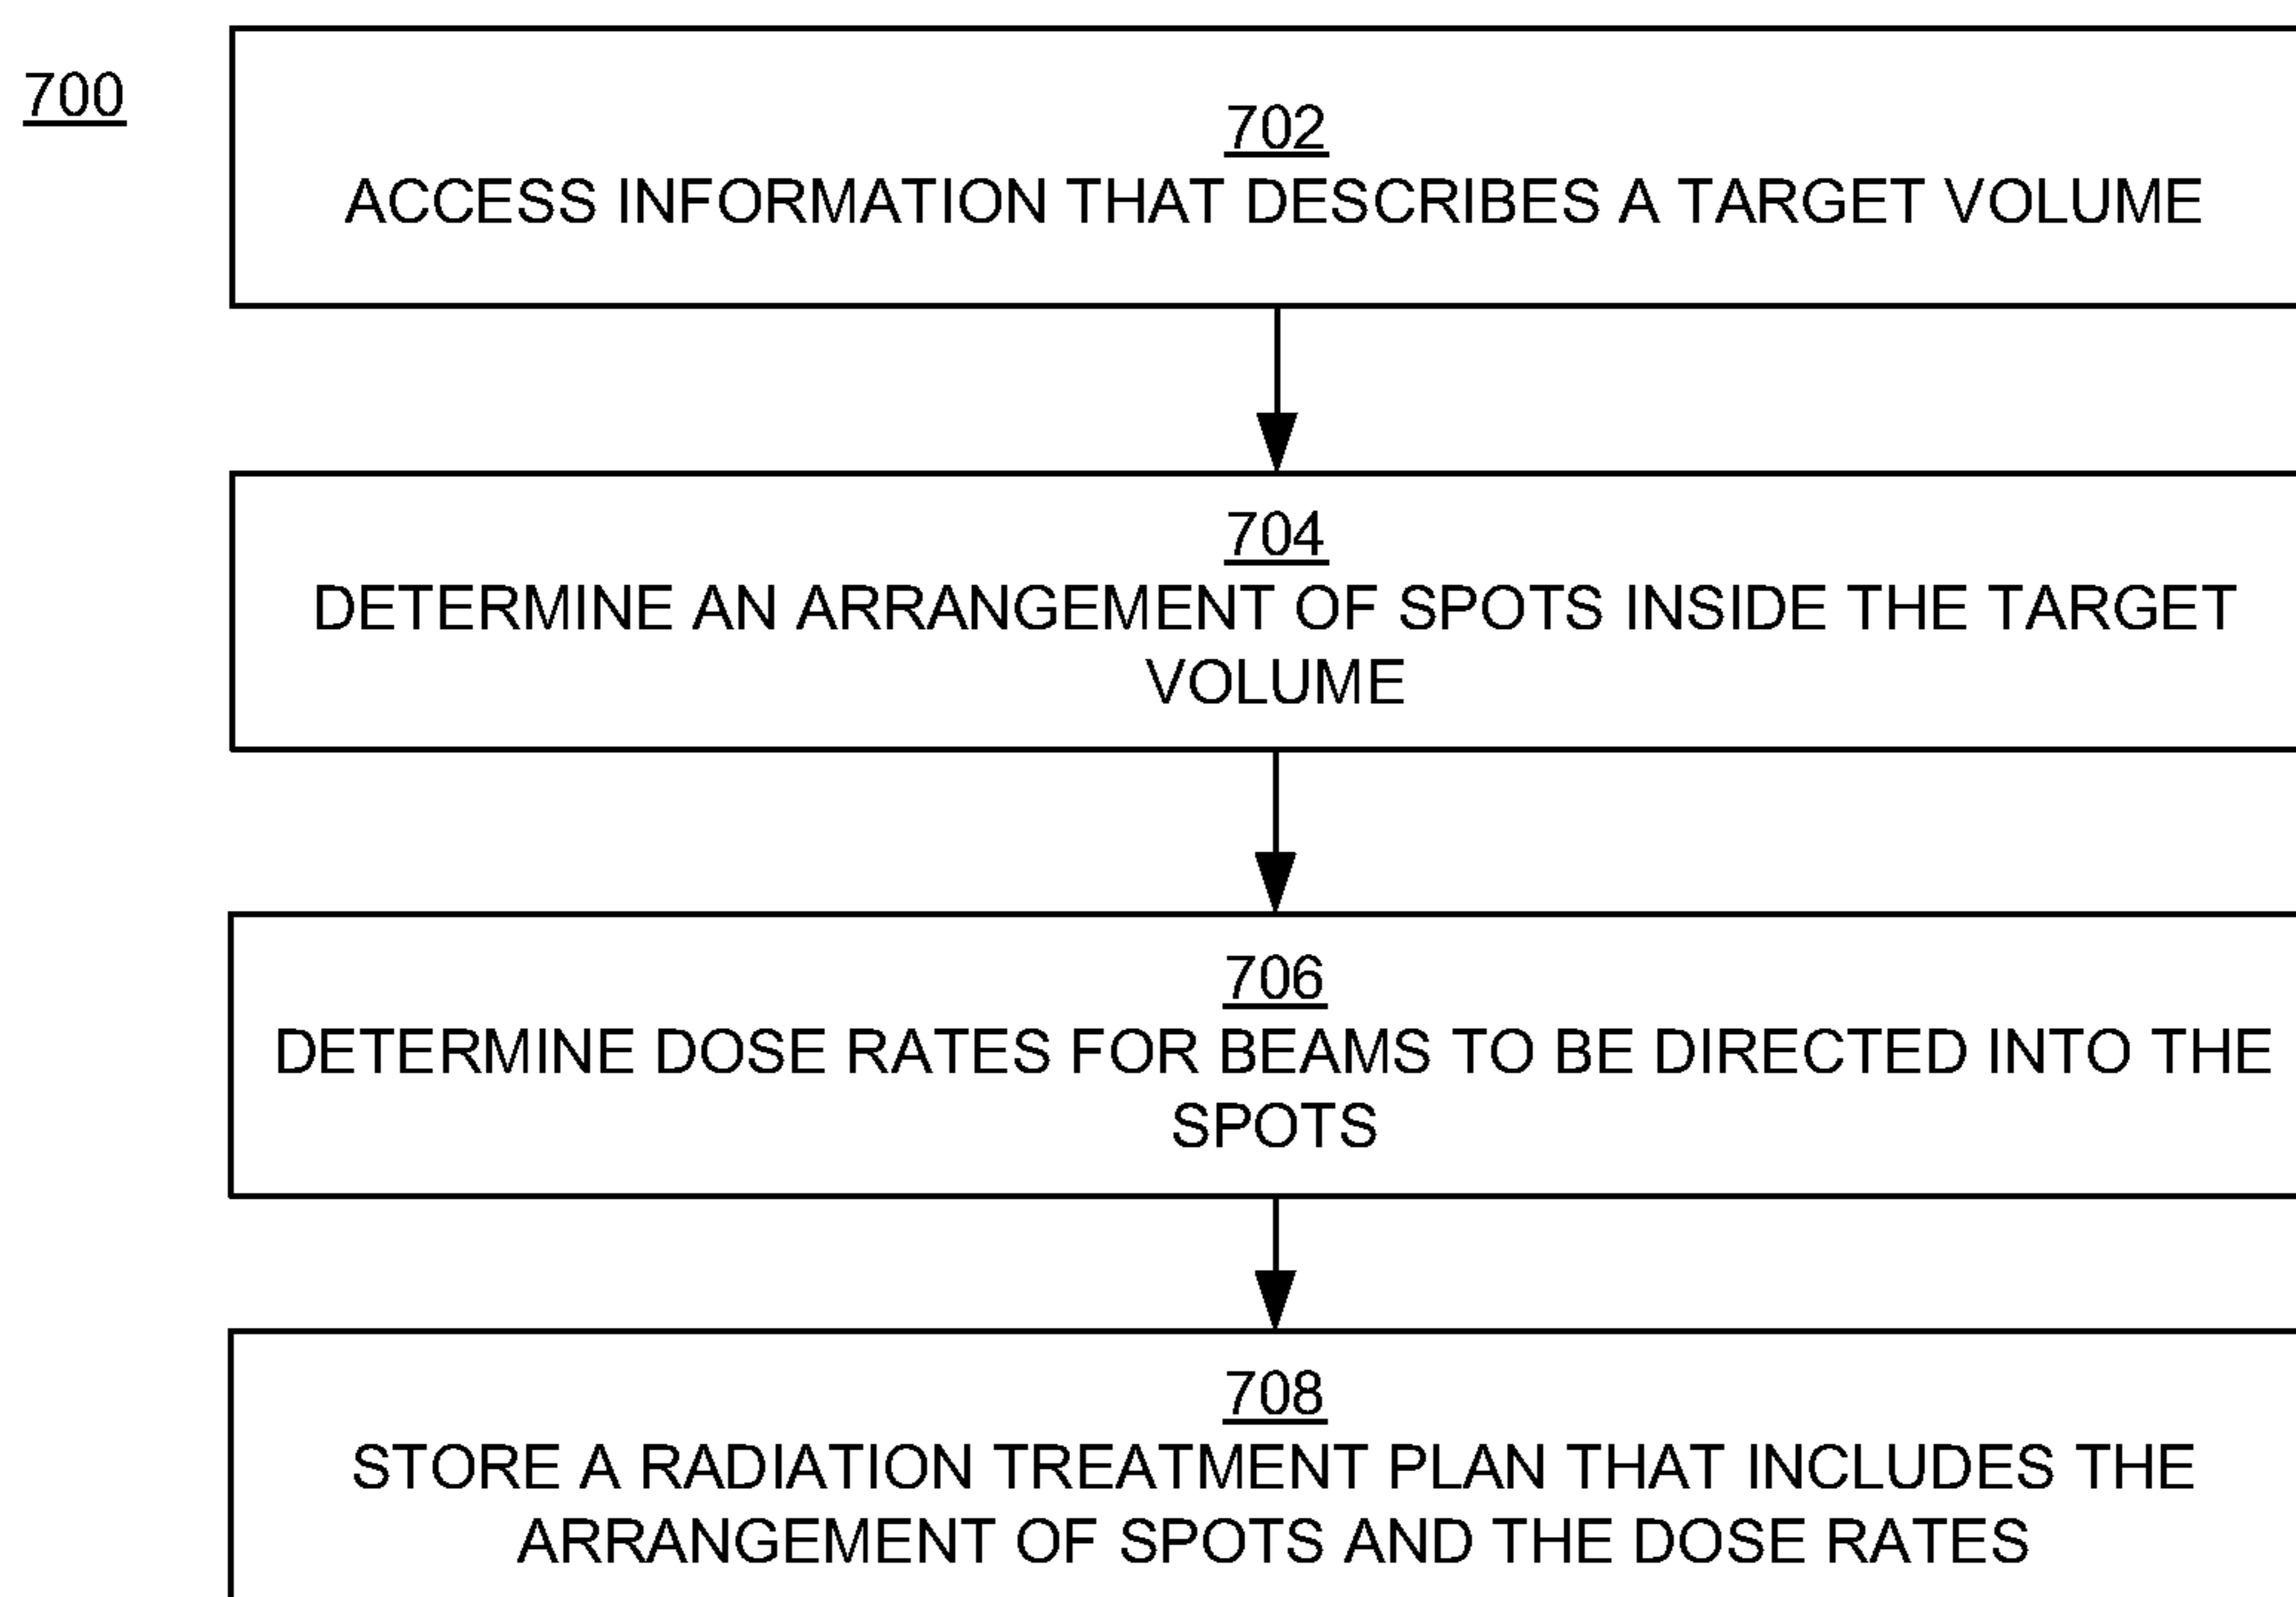 700
702
ACCESS INFORMATION THAT DESCRIBES A TARGET VOLUME
704
DETERMINE AN ARRANGEMENT OF SPOTS INSIDE THE TARGET
VOLUME
706
DETERMINE DOSE RATES FOR BEAMS TO BE DIRECTED INTO THE
SPOTS
708
STORE A RADIATION TREATMENT PLAN THAT INCLUDES THE
ARRANGEMENT OF SPOTS AND THE DOSE RATES